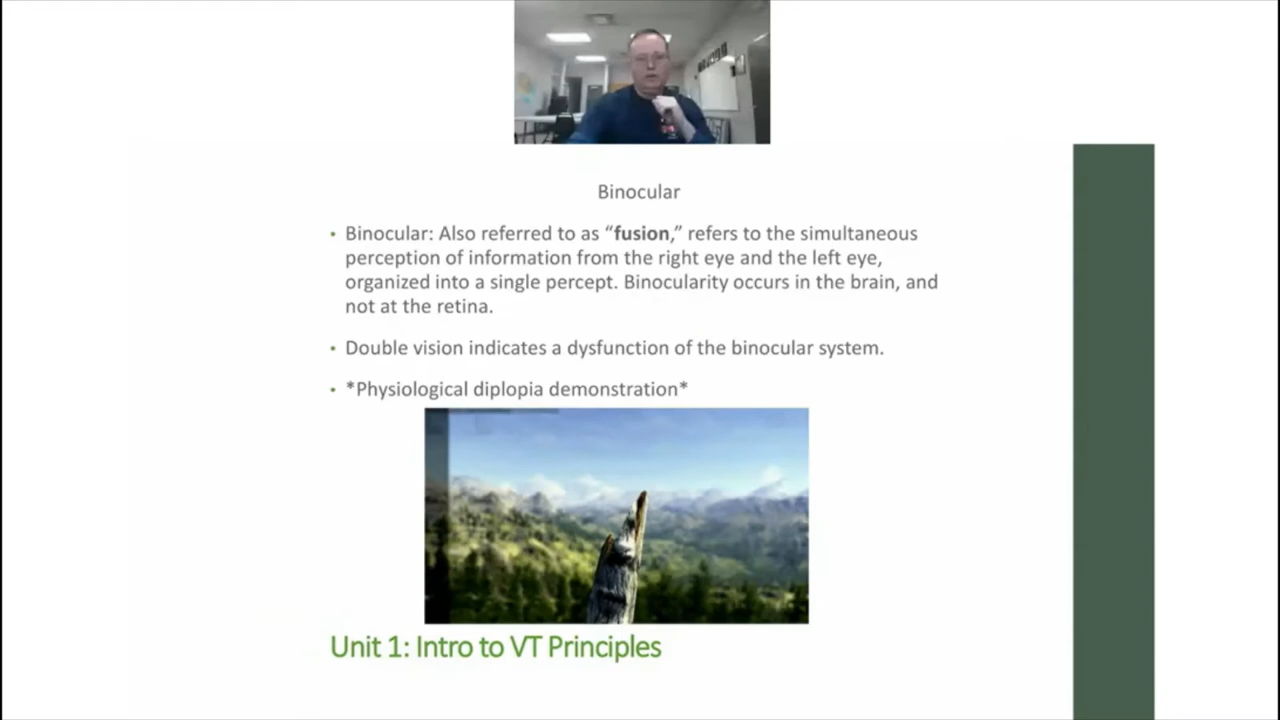 Binocular
• Binocular: Also referred to as “fusion,” refers to the simultaneous
perception of information from the right eye and the left eye,
organized into a single percept. Binocularity occurs in the brain, and
not at the retina.
• Double vision indicates a dysfunction of the binocular system.
• *Physiological diplopia demonstration*
Unit 1: Intro to VT Principles